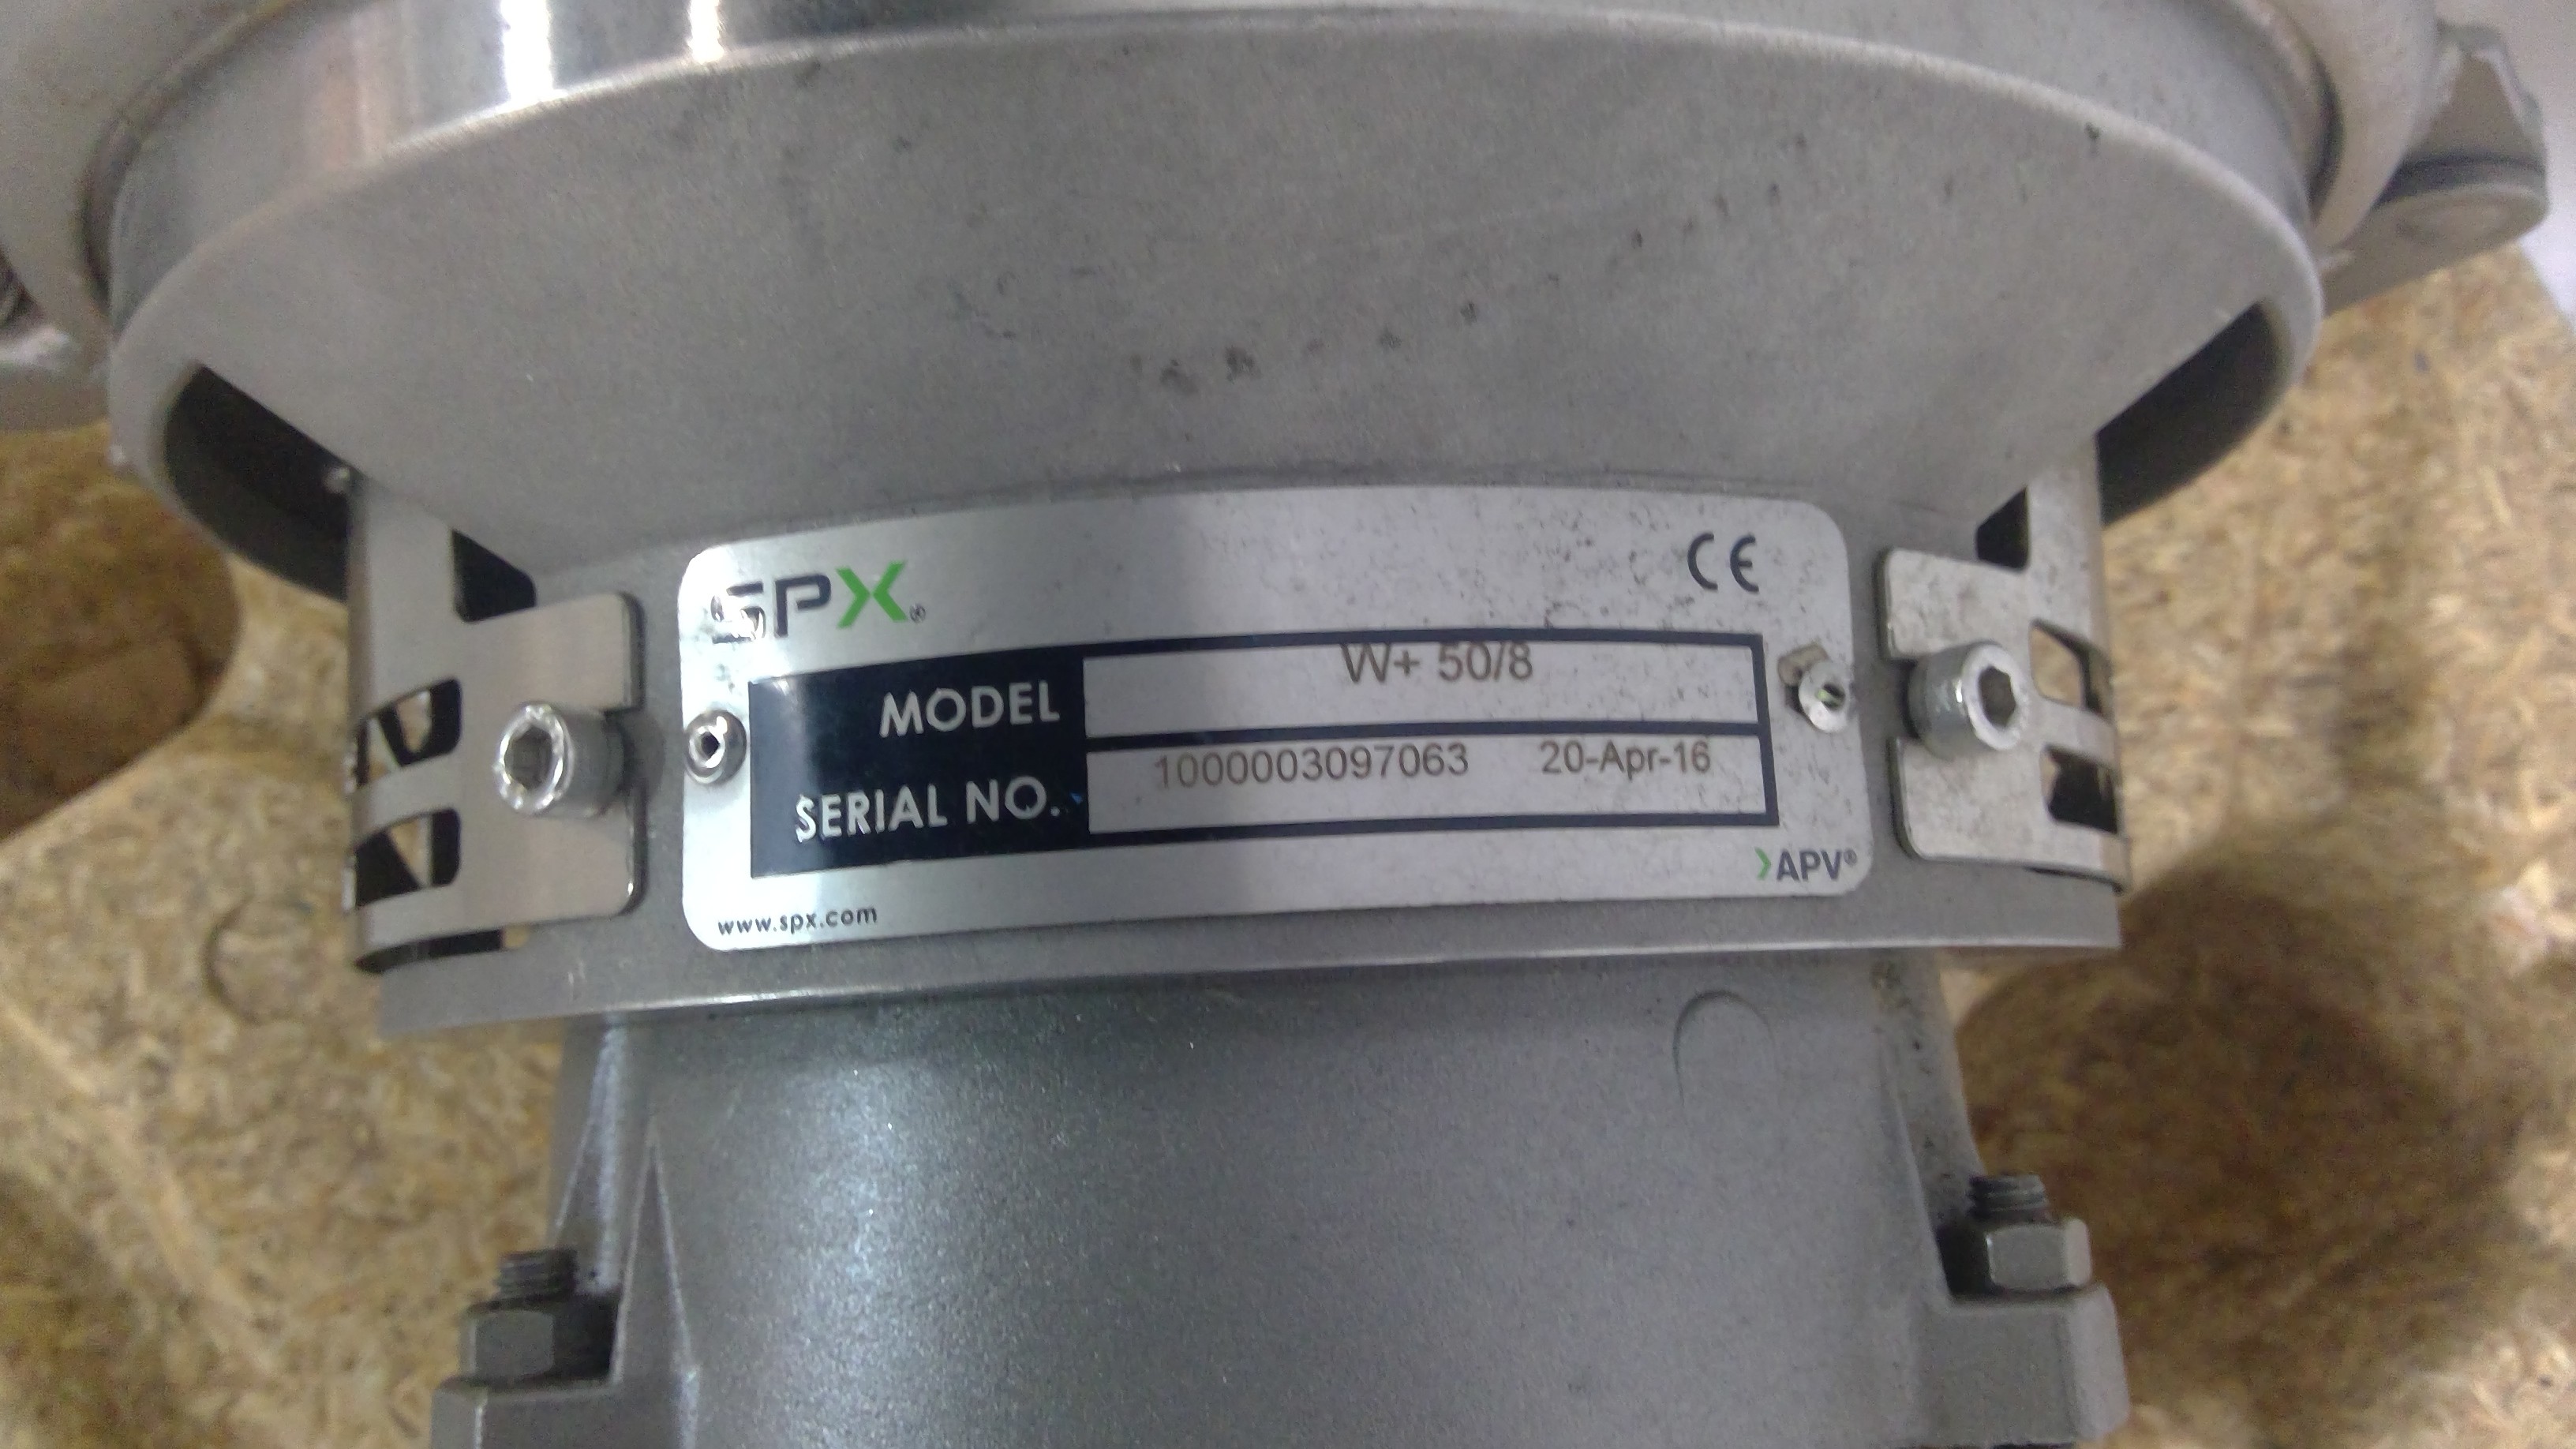 SPX®
CE
MODEL W+ 50/8
SERIAL NO. 1000003097063 20-Apr-16
APV®
www.spx.com